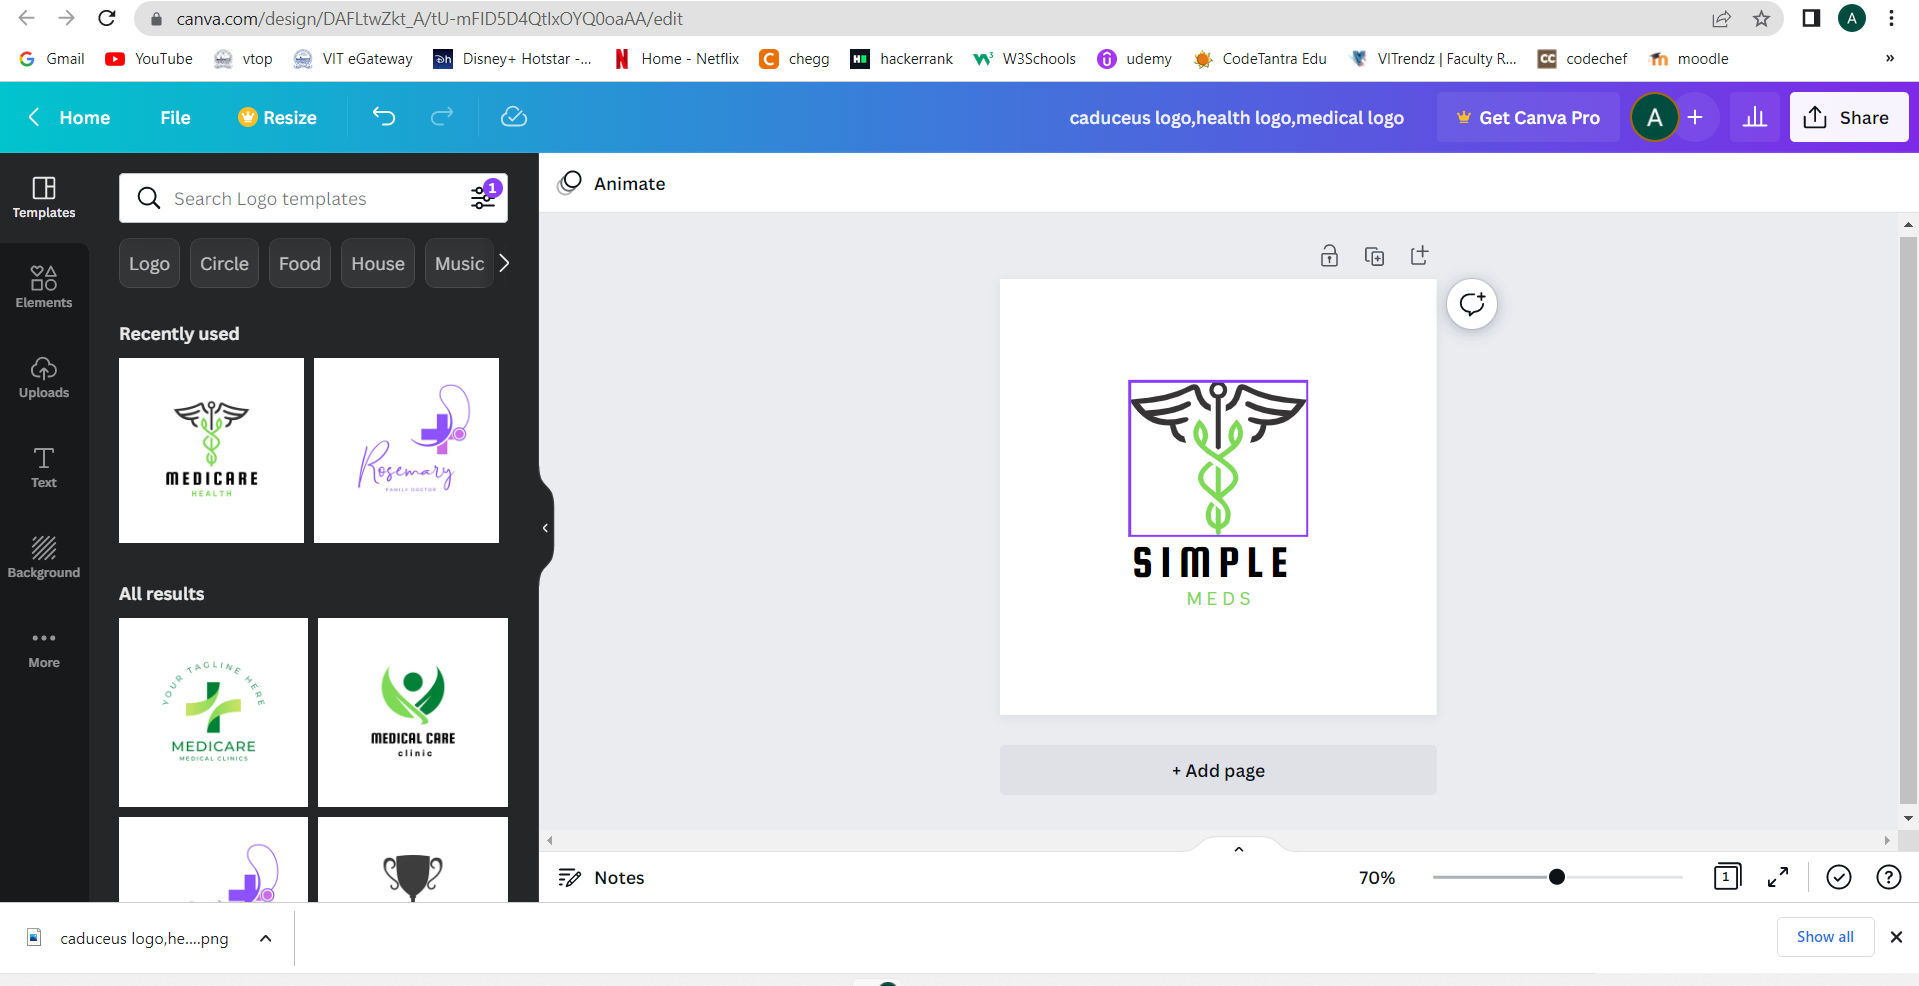 canva.com/design/DAFLtwZkt_A/tU-mFID5D4QtIxOYQ0oaAA/edit
A
Gmail YouTube vtop VIT eGateway Disney+ Hotstar -... Home - Netflix chegg hackerrank W3Schools udemy CodeTantra Edu VITrendz | Faculty R... codechef moodle »
Home File Resize caduceus logo,health logo,medical logo Get Canva Pro A + Share
Templates
Elements
Uploads
Text
Background
More
Search Logo templates 1
Logo Circle Food House Music
Recently used
MEDICARE
HEALTH
Rosemary
FAMILY DOCTOR
All results
YOUR TAGLINE HERE
MEDICARE
MEDICAL CLINICS
MEDICAL CARE
clinic
Animate
SIMPLE
MEDS
+ Add page
Notes 70% 1 ?
caduceus logo,he....png Show all